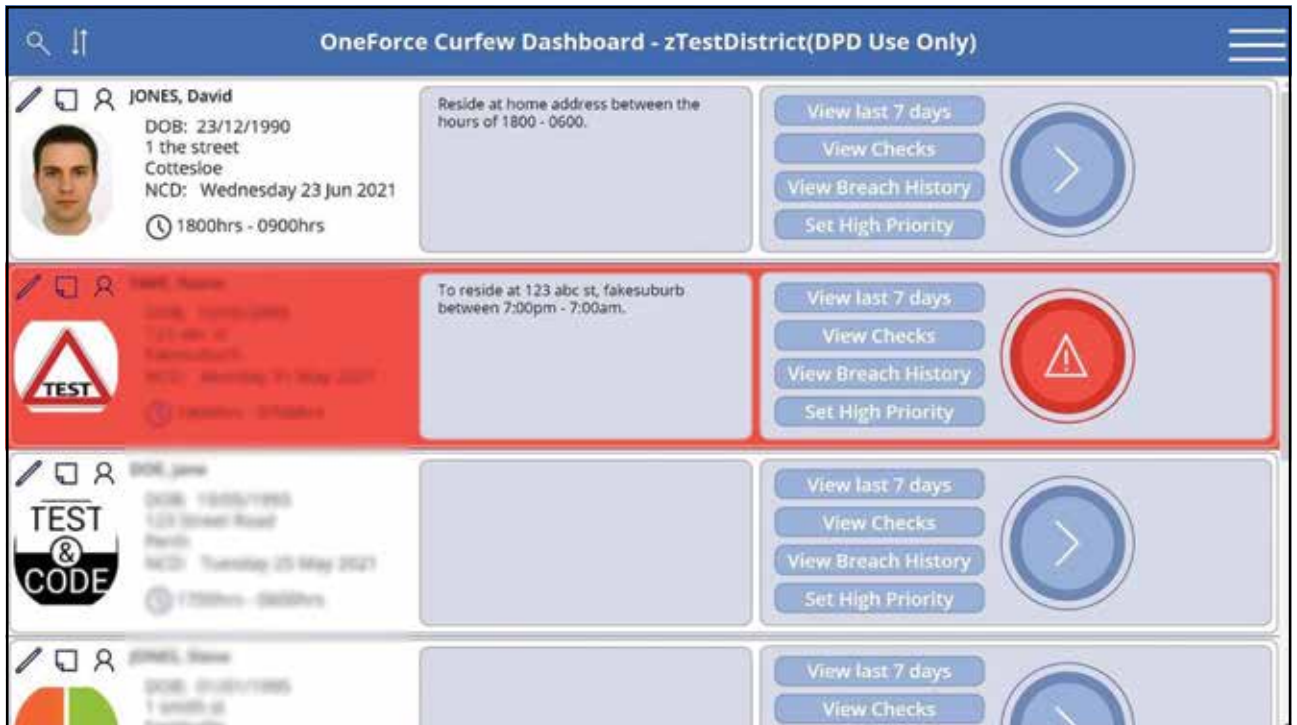 OneForce Curfew Dashboard - zTestDistrict(DPD Use Only)
JONES, David
DOB: 23/12/1990
1 the street
Cottesloe
NCD: Wednesday 23 Jun 2021
1800hrs - 0900hrs
Reside at home address between the
hours of 1800 - 0600.
View last 7 days
View Checks
View Breach History
Set High Priority
TEST
To reside at 123 abc st, fakesuburb
between 7:00pm - 7:00am.
View last 7 days
View Checks
View Breach History
Set High Priority
TEST
&
CODE
View last 7 days
View Checks
View Breach History
Set High Priority
View last 7 days
View Checks